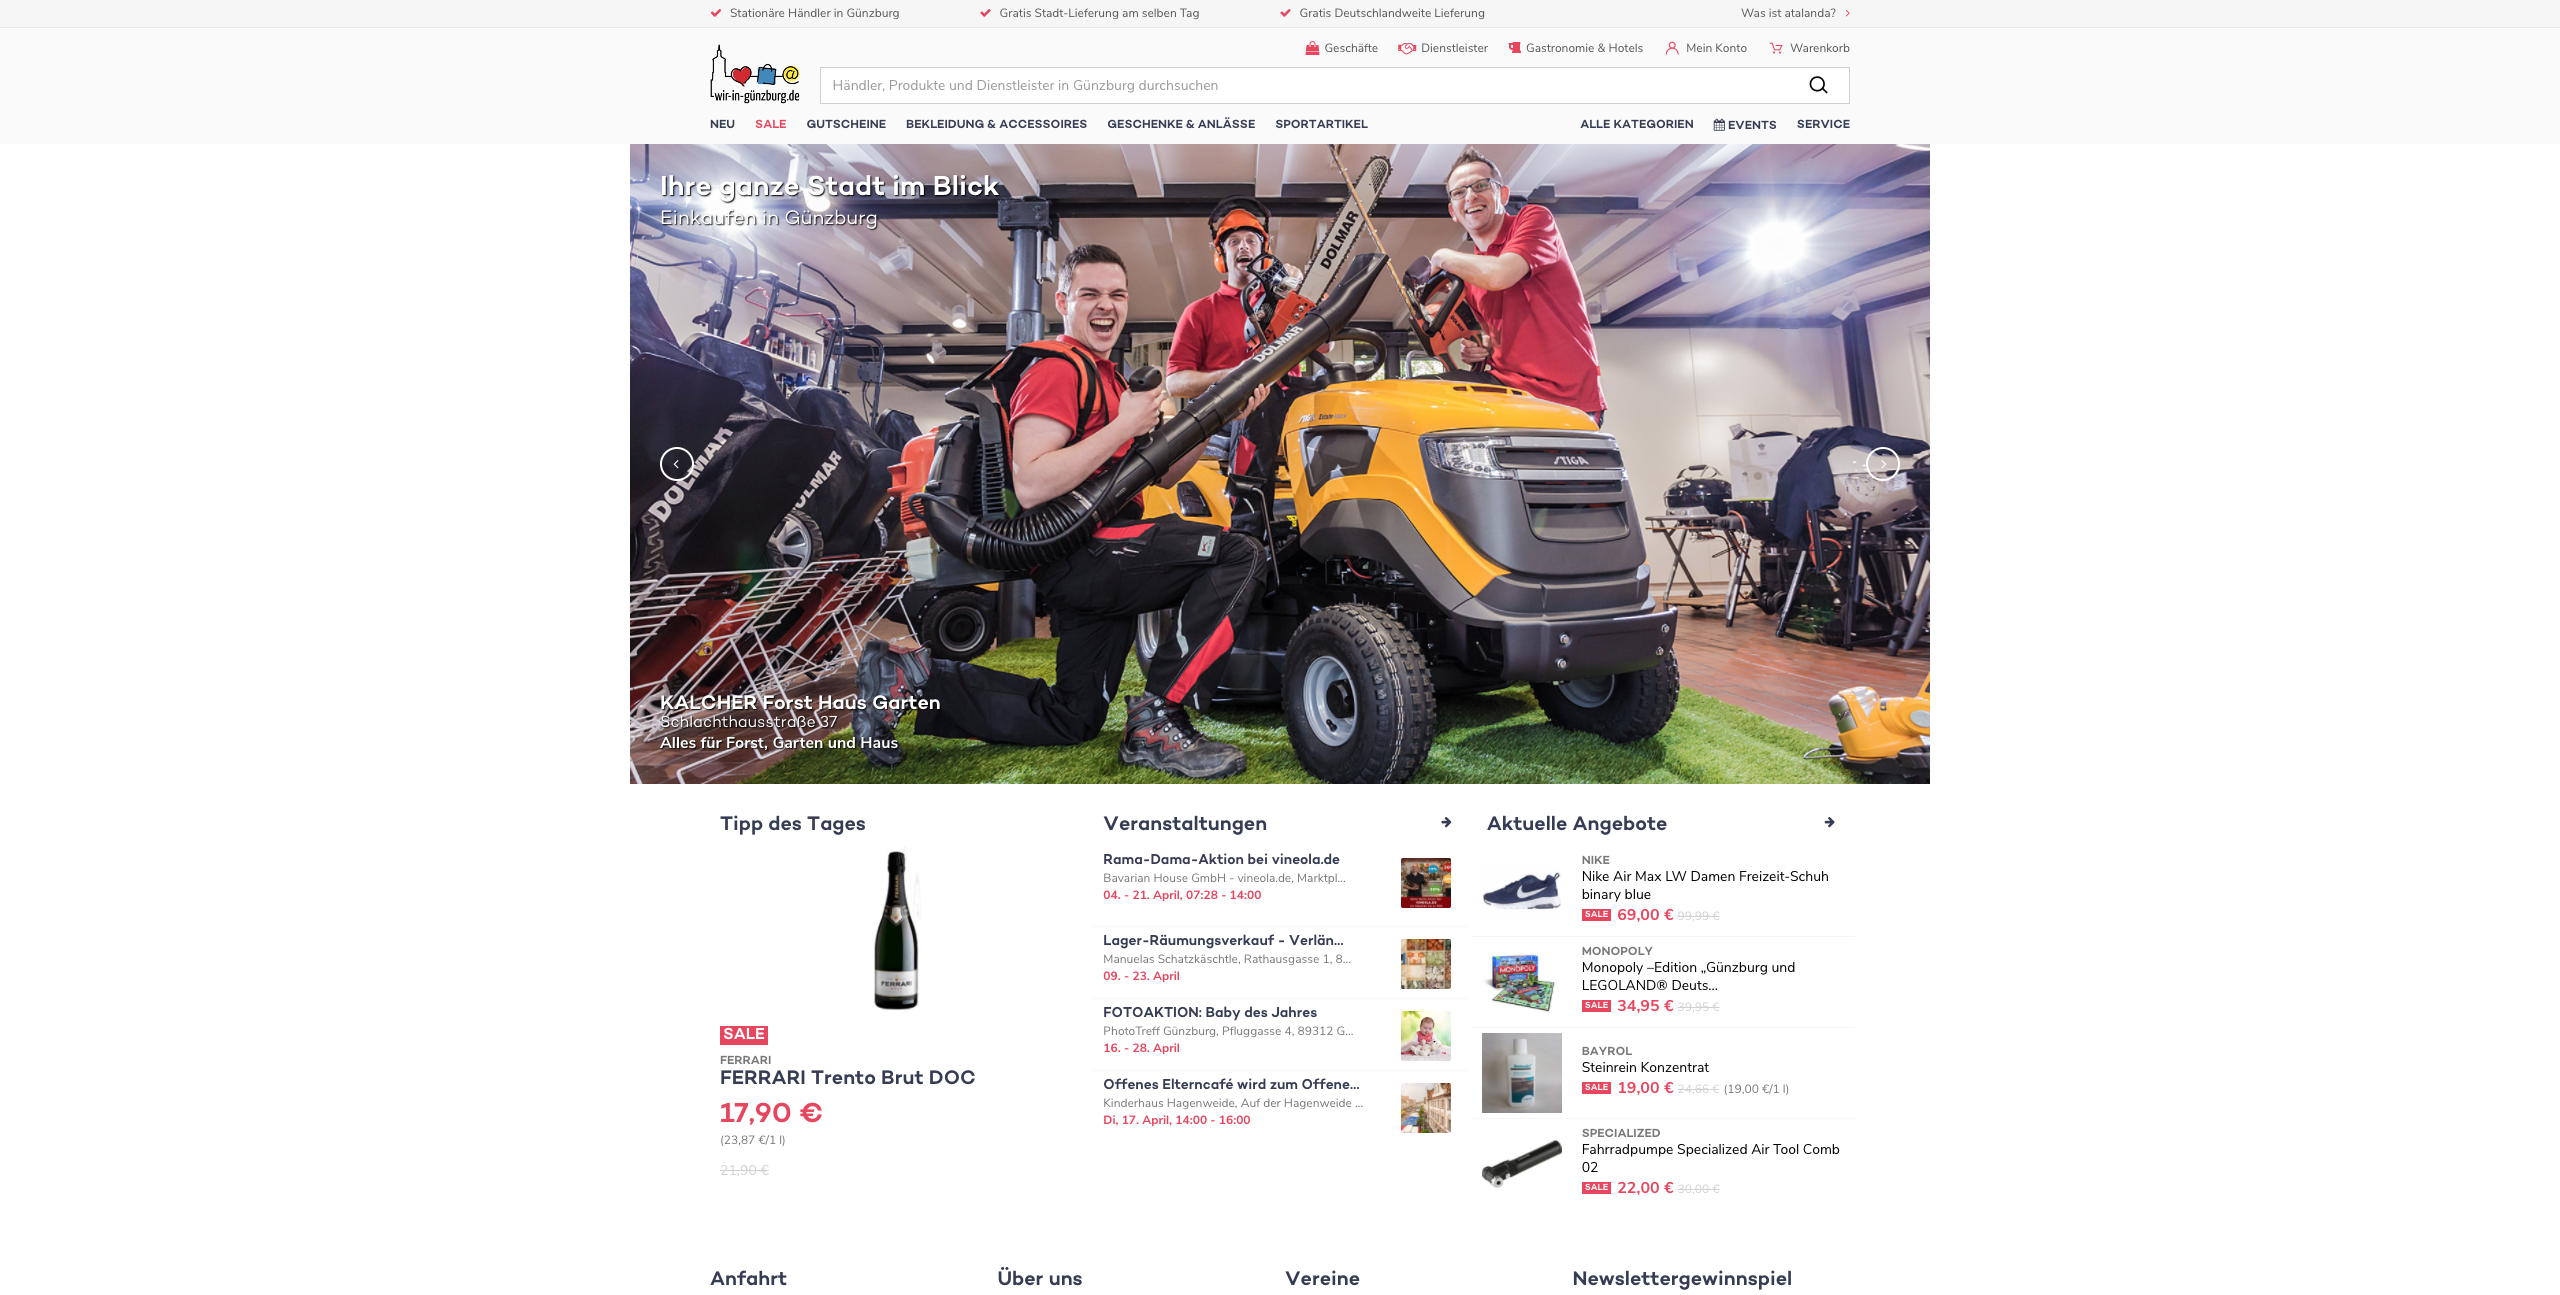 Stationäre Händler in Günzburg
Gratis Stadt-Lieferung am selben Tag
Gratis Deutschlandweite Lieferung
Was ist atalanda?
Geschäfte
Dienstleister
Gastronomie & Hotels
Mein Konto
Warenkorb
@
wir-in-günzburg.de
Händler, Produkte und Dienstleister in Günzburg durchsuchen
NEU
SALE
GUTSCHEINE
BEKLEIDUNG & ACCESSOIRES
GESCHENKE & ANLÄSSE
SPORTARTIKEL
ALLE KATEGORIEN
EVENTS
SERVICE
Ihre ganze Stadt im Blick
Einkaufen in Günzburg
DOLMAR
DOLMAR
DOLMAR
DOLMAR
STIGA
KALCHER Forst Haus Garten
Schlachthausstraße 37
Alles für Forst, Garten und Haus
Tipp des Tages
FERRARI
SALE
FERRARI
FERRARI Trento Brut DOC
17,90 €
(23,87 €/1 l)
21,90 €
Veranstaltungen
Rama-Dama-Aktion bei vineola.de
Bavarian House GmbH - vineola.de, Marktpl...
04. - 21. April, 07:28 - 14:00
Lager-Räumungsverkauf - Verlän...
Manuelas Schatzkäschtle, Rathausgasse 1, 8...
09. - 23. April
FOTOAKTION: Baby des Jahres
PhotoTreff Günzburg, Pfluggasse 4, 89312 G...
16. - 28. April
Offenes Elterncafé wird zum Offene...
Kinderhaus Hagenweide, Auf der Hagenweide ...
Di, 17. April, 14:00 - 16:00
Aktuelle Angebote
NIKE
Nike Air Max LW Damen Freizeit-Schuh
binary blue
SALE 69,00 € 99,99 €
MONOPOLY
MONOPOLY
Monopoly –Edition „Günzburg und
LEGOLAND® Deuts...
SALE 34,95 € 39,95 €
BAYROL
Steinrein Konzentrat
SALE 19,00 € 24,66 € (19,00 €/1 l)
SPECIALIZED
Fahrradpumpe Specialized Air Tool Comb
02
SALE 22,00 € 30,00 €
Anfahrt
Über uns
Vereine
Newslettergewinnspiel